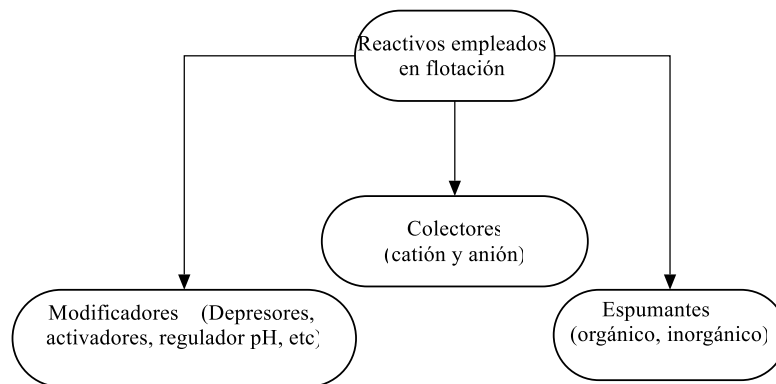 Reactivos empleados
en flotación
Colectores
(catión y anión)
Modificadores (Depresores,
activadores, regulador pH, etc)
Espumantes
(orgánico, inorgánico)